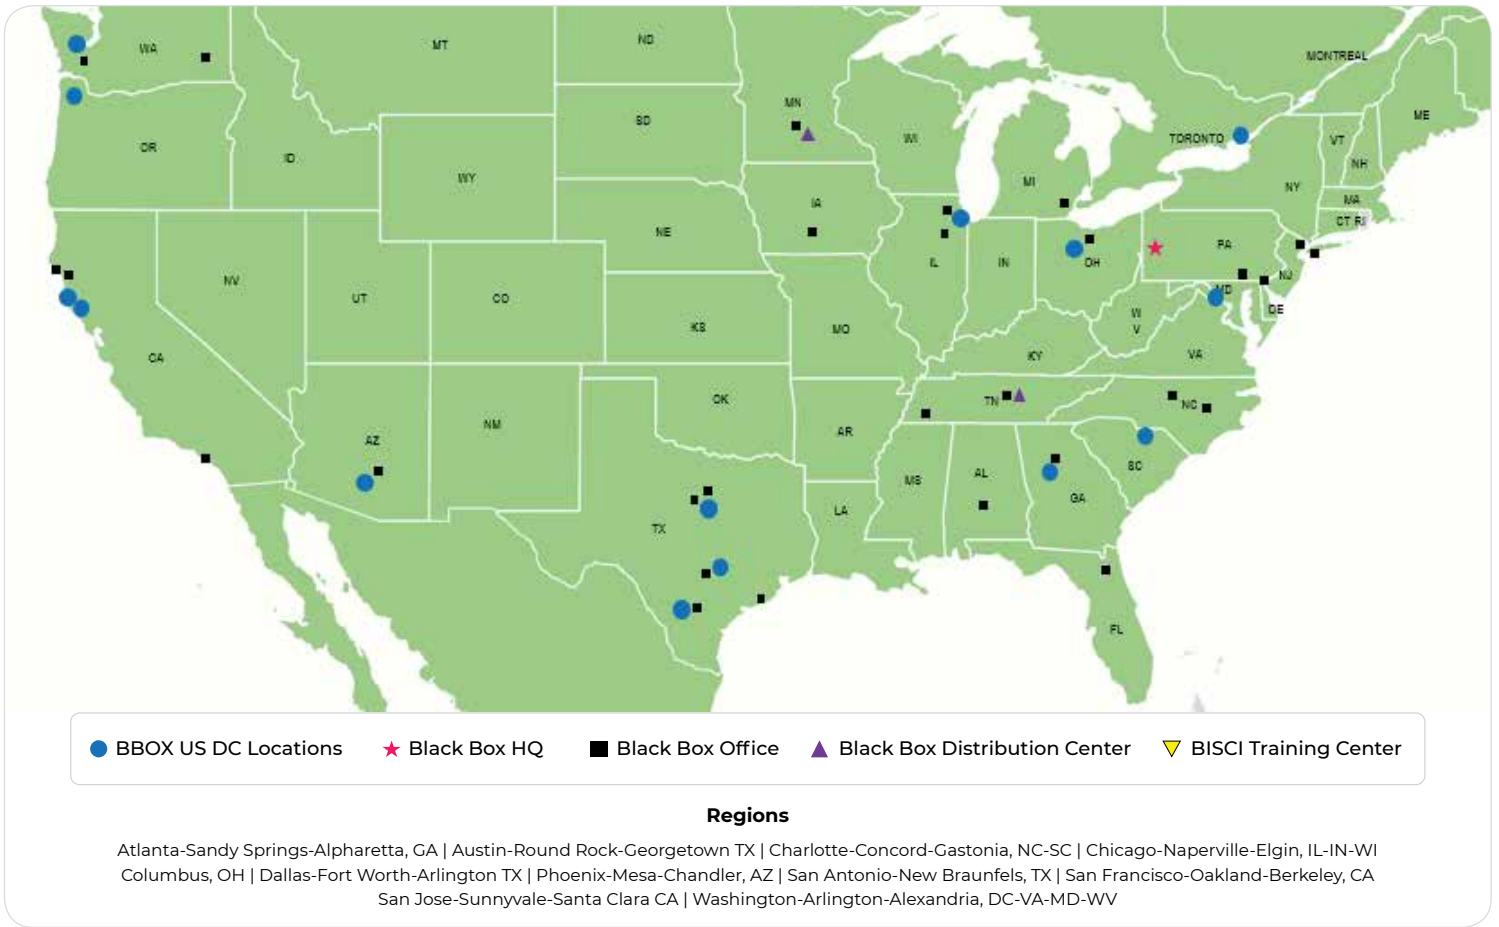 WA
MT
ND
MONTREAL
MN
ME
SD
OR
ID
WI
TORONTO
VT
NH
WY
MI
NY
IA
MA
CT RI
NE
PA
NV
IL
IN
OH
NJ
UT
CO
MD
DE
W
V
KS
MO
CA
KY
VA
OK
TN
NC
NM
AR
AZ
SC
AL
MS
GA
LA
TX
FL
BBOX US DC Locations
Black Box HQ
Black Box Office
Black Box Distribution Center
BISCI Training Center
Regions
Atlanta-Sandy Springs-Alpharetta, GA | Austin-Round Rock-Georgetown TX | Charlotte-Concord-Gastonia, NC-SC | Chicago-Naperville-Elgin, IL-IN-WI
Columbus, OH | Dallas-Fort Worth-Arlington TX | Phoenix-Mesa-Chandler, AZ | San Antonio-New Braunfels, TX | San Francisco-Oakland-Berkeley, CA
San Jose-Sunnyvale-Santa Clara CA | Washington-Arlington-Alexandria, DC-VA-MD-WV